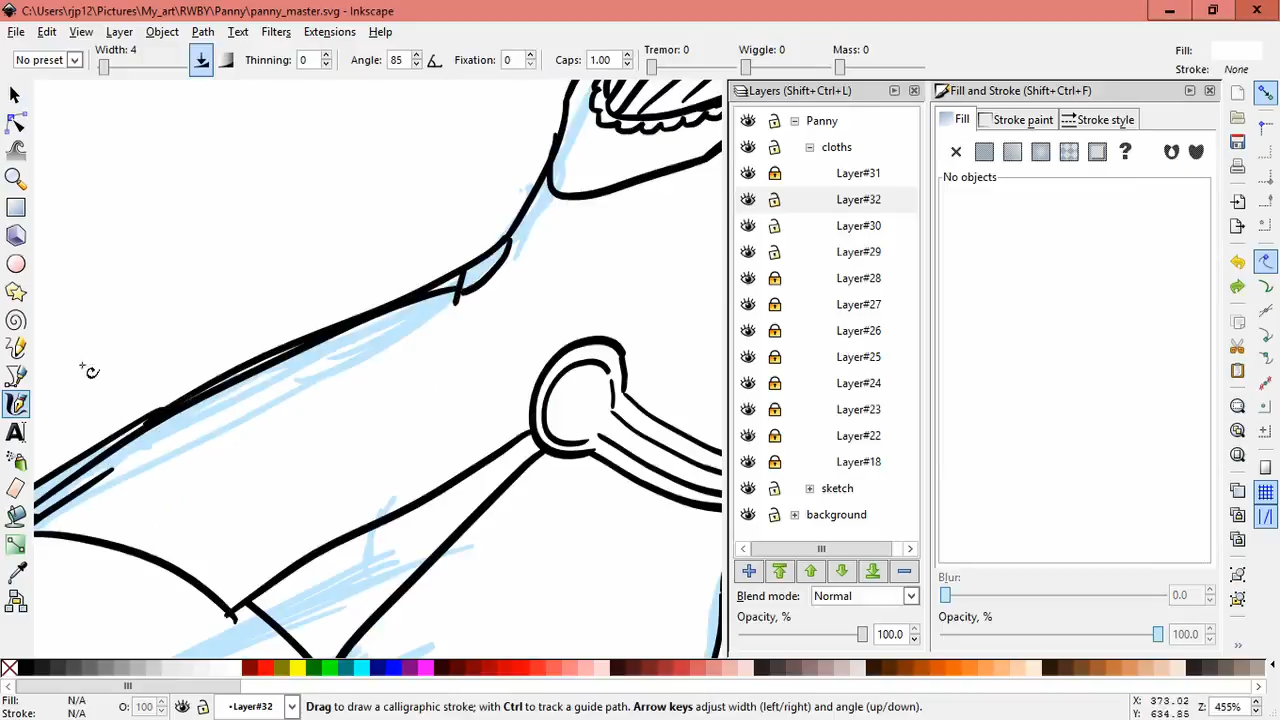 C:\Users\rjp12\Pictures\My_art\RWBY\Panny\panny_master.svg - Inkscape
File Edit View Layer Object Path Text Filters Extensions Help
No preset Width: 4 Thinning: 0 Angle: 85 Fixation: 0 Caps: 1.00 Tremor: 0 Wiggle: 0 Mass: 0 Fill: Stroke: None
Layers (Shift+Ctrl+L)
Panny
cloths
Layer#31
Layer#32
Layer#30
Layer#29
Layer#28
Layer#27
Layer#26
Layer#25
Layer#24
Layer#23
Layer#22
Layer#18
sketch
background
Blend mode: Normal
Opacity, %
100.0
Fill and Stroke (Shift+Ctrl+F)
Fill Stroke paint Stroke style
No objects
Blur:
0.0
Opacity, %
100.0
Fill: N/A
Stroke: N/A
O: 100
•Layer#32
Drag to draw a calligraphic stroke; with Ctrl to track a guide path. Arrow keys adjust width (left/right) and angle (up/down).
X: 373.02
Y: 634.85
Z: 455%